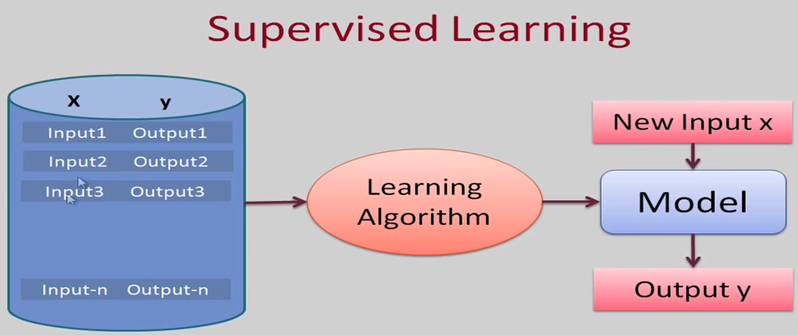 Supervised Learning
X y
Input1 Output1
Input2 Output2
Input3 Output3
Input-n Output-n
Learning
Algorithm
New Input x
Model
Output y